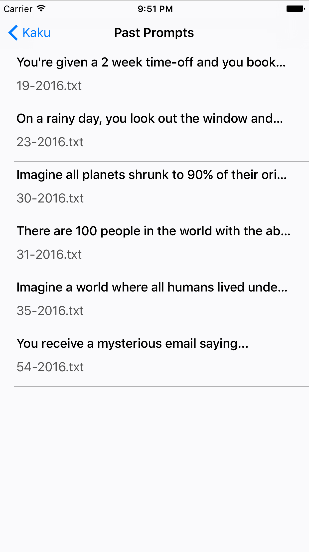 Carrier 9:51 PM
Kaku Past Prompts
You're given a 2 week time-off and you book...
19-2016.txt
On a rainy day, you look out the window and...
23-2016.txt
Imagine all planets shrunk to 90% of their ori...
30-2016.txt
There are 100 people in the world with the ab...
31-2016.txt
Imagine a world where all humans lived unde...
35-2016.txt
You receive a mysterious email saying...
54-2016.txt